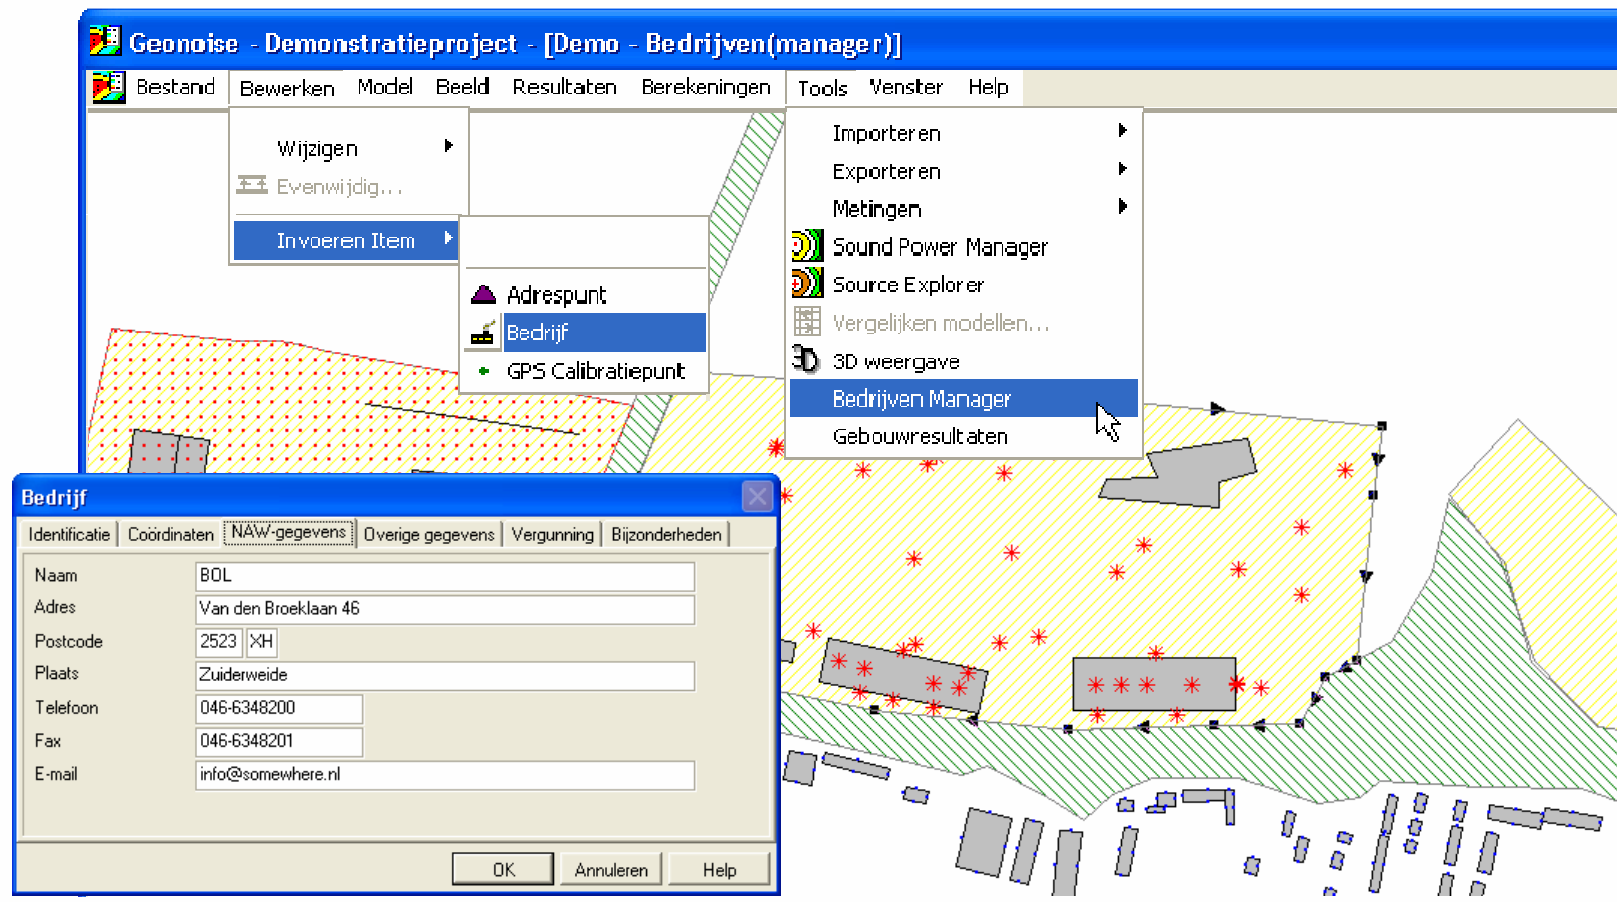 Geonoise - Demonstratieproject - [Demo - Bedrijven(manager)]
Bestand Bewerken Model Beeld Resultaten Berekeningen Tools Venster Help
Wijzigen
Evenwijdig...
Invoeren Item
Adrespunt
Bedrijf
GPS Calibratiepunt
Importeren
Exporteren
Metingen
Sound Power Manager
Source Explorer
Vergelijken modellen...
3D weergave
Bedrijven Manager
Gebouwresultaten
Bedrijf
Identificatie Coördinaten NAW-gegevens Overige gegevens Vergunning Bijzonderheden
Naam BOL
Adres Van den Broeklaan 46
Postcode 2523 XH
Plaats Zuiderweide
Telefoon 046-6348200
Fax 046-6348201
E-mail info@somewhere.nl
OK Annuleren Help